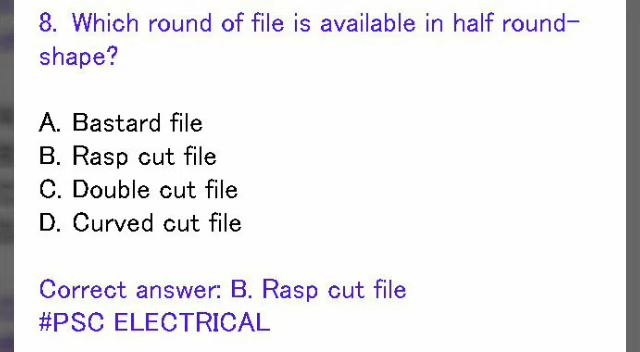 8. Which round of file is available in half round-
shape?
A. Bastard file
B. Rasp cut file
C. Double cut file
D. Curved cut file
Correct answer: B. Rasp cut file
#PSC ELECTRICAL